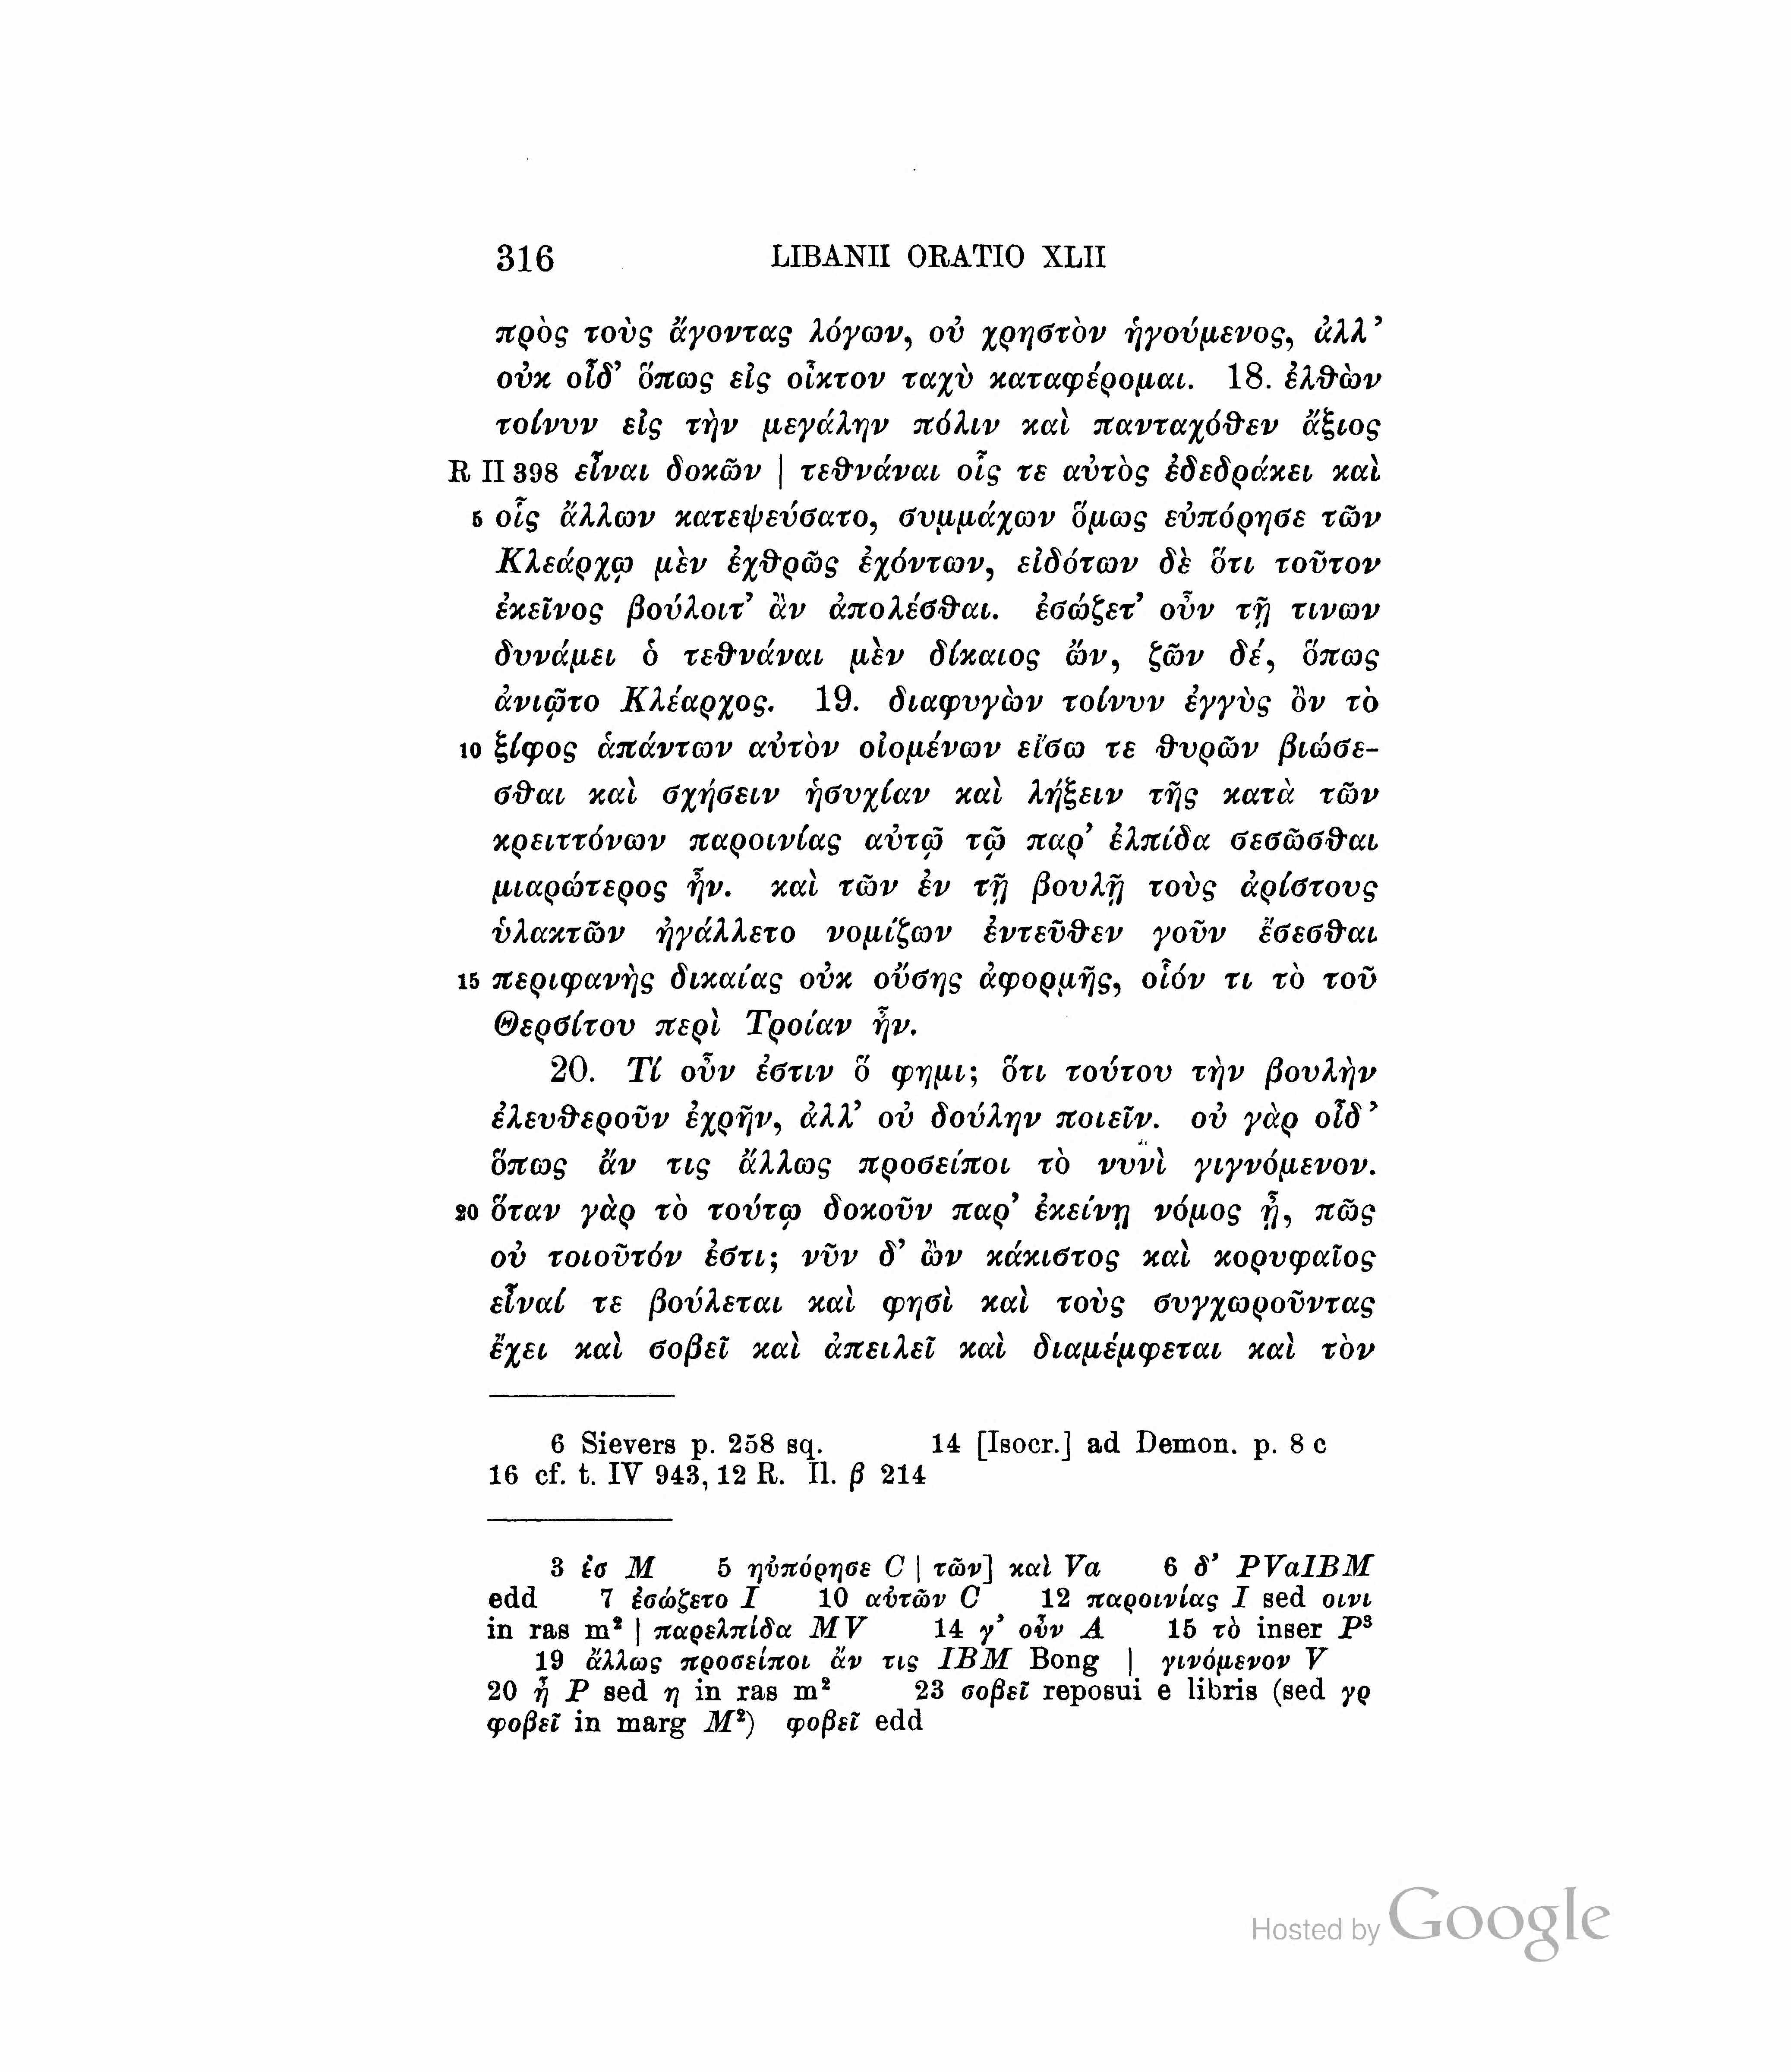 316 LIBANII ORATIO XLII
πρὸς τοὺς ἄγοντας λόγων, οὐ χρηστὸν ἡγούμενος, ἀλλ’
οὐκ οἶδ’ ὅπως εἰς οἶκτον ταχὺ καταφέρομαι. 18. ἐλθὼν
τοίνυν εἰς τὴν μεγάλην πόλιν καὶ πανταχόθεν ἄξιος
R II 398 εἶναι δοκῶν | τεθνάναι οἷς τε αὐτὸς ἐδεδράκει καὶ
5 οἷς ἄλλων κατεψεύσατο, συμμάχων ὅμως εὐπόρησε τῶν
Κλεάρχῳ μὲν ἐχθρῶς ἐχόντων, εἰδότων δὲ ὅτι τοῦτον
ἐκεῖνος βούλοιτ’ ἂν ἀπολέσθαι. ἐσώζετ’ οὖν τῇ τινων
δυνάμει ὁ τεθνάναι μὲν δίκαιος ὤν, ζῶν δέ, ὅπως
ἀνιῷτο Κλέαρχος. 19. διαφυγὼν τοίνυν ἐγγὺς ὂν τὸ
10 ξίφος ἁπάντων αὐτὸν οἰομένων εἴσω τε θυρῶν βιώσε-
σθαι καὶ σχήσειν ἡσυχίαν καὶ λήξειν τῆς κατὰ τῶν
κρειττόνων παροινίας αὐτῷ τῷ παρ’ ἐλπίδα σεσῶσθαι
μιαρώτερος ἦν. καὶ τῶν ἐν τῇ βουλῇ τοὺς ἀρίστους
ὑλακτῶν ἠγάλλετο νομίζων ἐντεῦθεν γοῦν ἔσεσθαι
15 περιφανὴς δικαίας οὐκ οὔσης ἀφορμῆς, οἷόν τι τὸ τοῦ
Θερσίτου περὶ Τροίαν ἦν.
20. Τί οὖν ἐστιν ὅ φημι; ὅτι τούτου τὴν βουλὴν
ἐλευθεροῦν ἐχρῆν, ἀλλ’ οὐ δούλην ποιεῖν. οὐ γὰρ οἶδ’
ὅπως ἄν τις ἄλλως προσείποι τὸ νυνὶ γιγνόμενον.
20 ὅταν γὰρ τὸ τούτῳ δοκοῦν παρ’ ἐκείνῃ νόμος ᾖ, πῶς
οὐ τοιοῦτόν ἐστι; νῦν δ’ ὢν κάκιστος καὶ κορυφαῖος
εἶναί τε βούλεται καὶ φησὶ καὶ τοὺς συγχωροῦντας
ἔχει καὶ σοβεῖ καὶ ἀπειλεῖ καὶ διαμέμφεται καὶ τὸν
6 Sievers p. 258 sq. 14 [Isocr.] ad Demon. p. 8 c
16 cf. t. IV 943, 12 R. Il. β 214
3 ἐσ M 5 ηὐπόρησε C | τῶν] καὶ Va 6 δ’ PVaIBM
edd 7 ἐσώζετο I 10 αὐτῶν C 12 παροινίας I sed οινι
in ras m² | παρελπίδα MV 14 γ’ οὖν A 15 τὸ inser P³
19 ἄλλως προσείποι ἄν τις IBM Bong | γινόμενον V
20 ᾖ P sed η in ras m² 23 σοβεῖ reposui e libris (sed γρ
φοβεῖ in marg M²) φοβεῖ edd
Hosted by Google